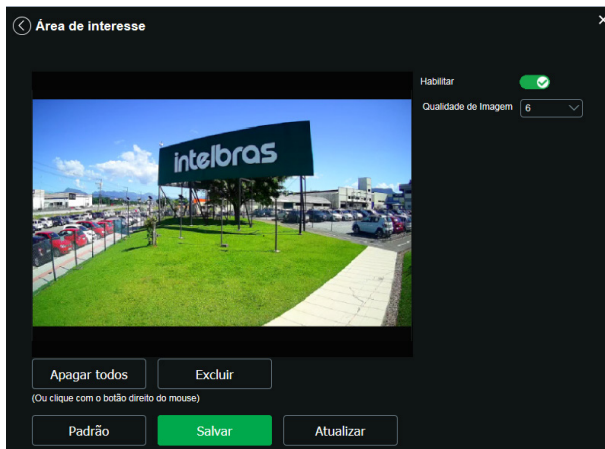 Área de interesse
Habilitar
Qualidade de Imagem 6
intelbras
Apagar todos Excluir
(Ou clique com o botão direito do mouse)
Padrão Salvar Atualizar